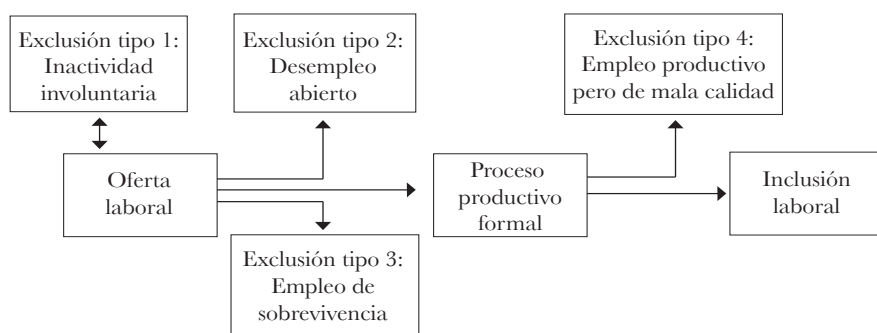 Exclusión tipo 1:
Inactividad
involuntaria
Exclusión tipo 2:
Desempleo
abierto
Exclusión tipo 4:
Empleo productivo
pero de mala calidad
Oferta
laboral
Proceso
productivo
formal
Inclusión
laboral
Exclusión tipo 3:
Empleo de
sobrevivencia